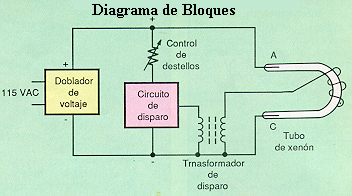 Diagrama de Bloques
+
+
Control
de
destellos
A
Doblador
de
voltaje
115 VAC
Circuito
de
disparo
-
-
C
Tubo
de xenón
Trnasformador
de
disparo